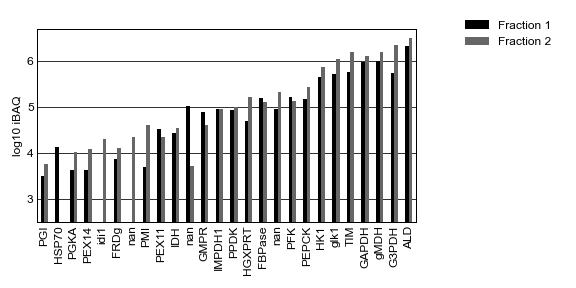 Fraction 1
Fraction 2
log10 iBAQ
6
5
4
3
PGI
HSP70
PGKA
PEX14
idi1
FRDg
nan
PMI
PEX11
IDH
nan
GMPR
IMPDH1
PPDK
HGXPRT
FBPase
nan
PFK
PEPCK
HK1
glk1
TIM
GAPDH
gMDH
G3PDH
ALD